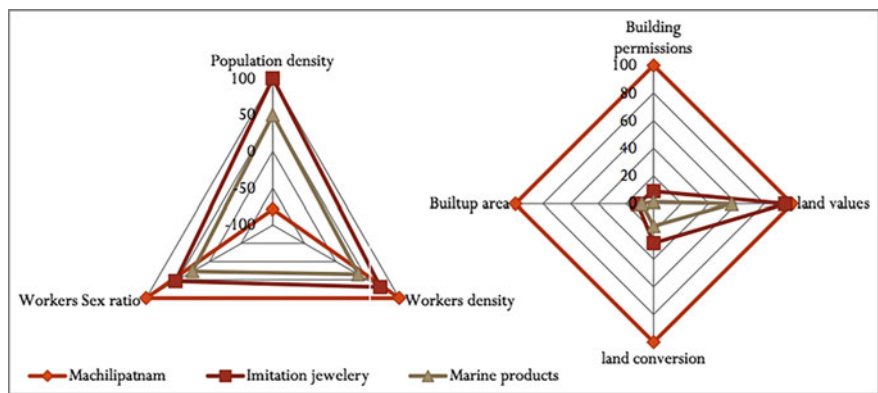 Population density
100
50
0
-50
-100
Workers Sex ratio
Workers density
Building
permissions
100
80
60
40
20
0
Builtup area
land values
land conversion
Machilipatnam
Imitation jewelery
Marine products